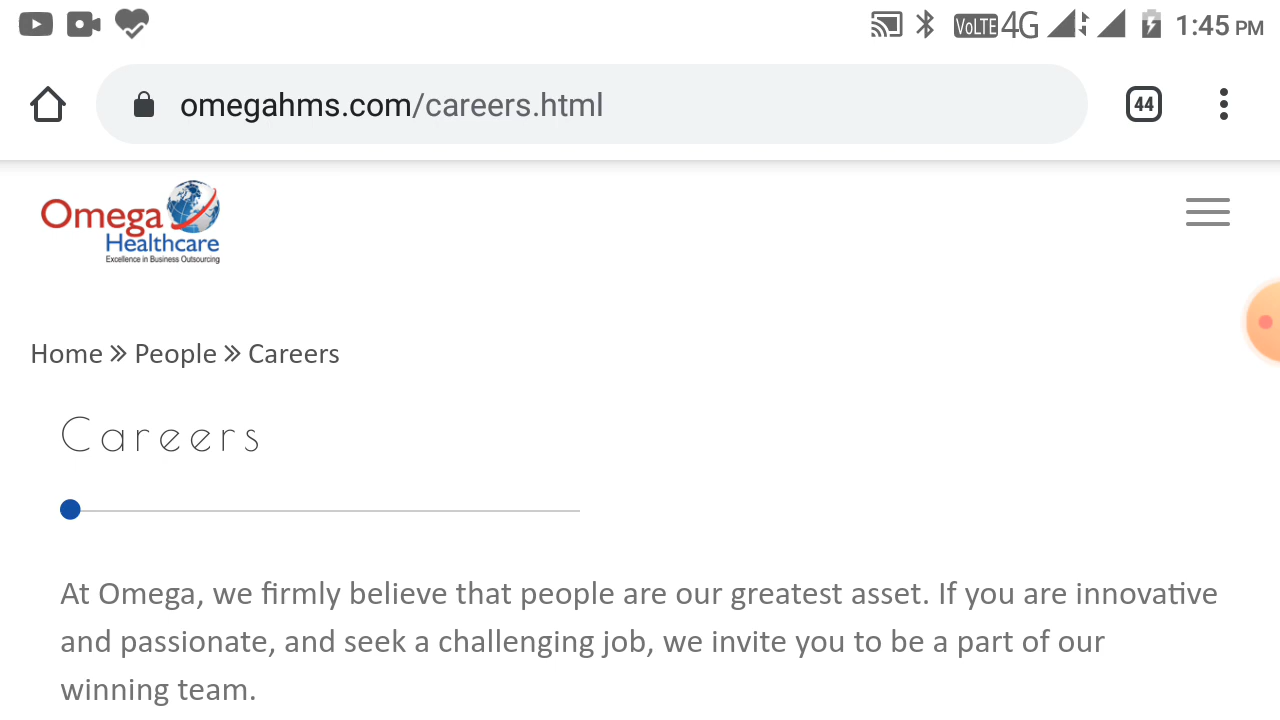 VoLTE 4G 1:45 PM
omegahms.com/careers.html 44
Omega
Healthcare
Excellence in Business Outsourcing
Home » People » Careers
Careers
At Omega, we firmly believe that people are our greatest asset. If you are innovative
and passionate, and seek a challenging job, we invite you to be a part of our
winning team.